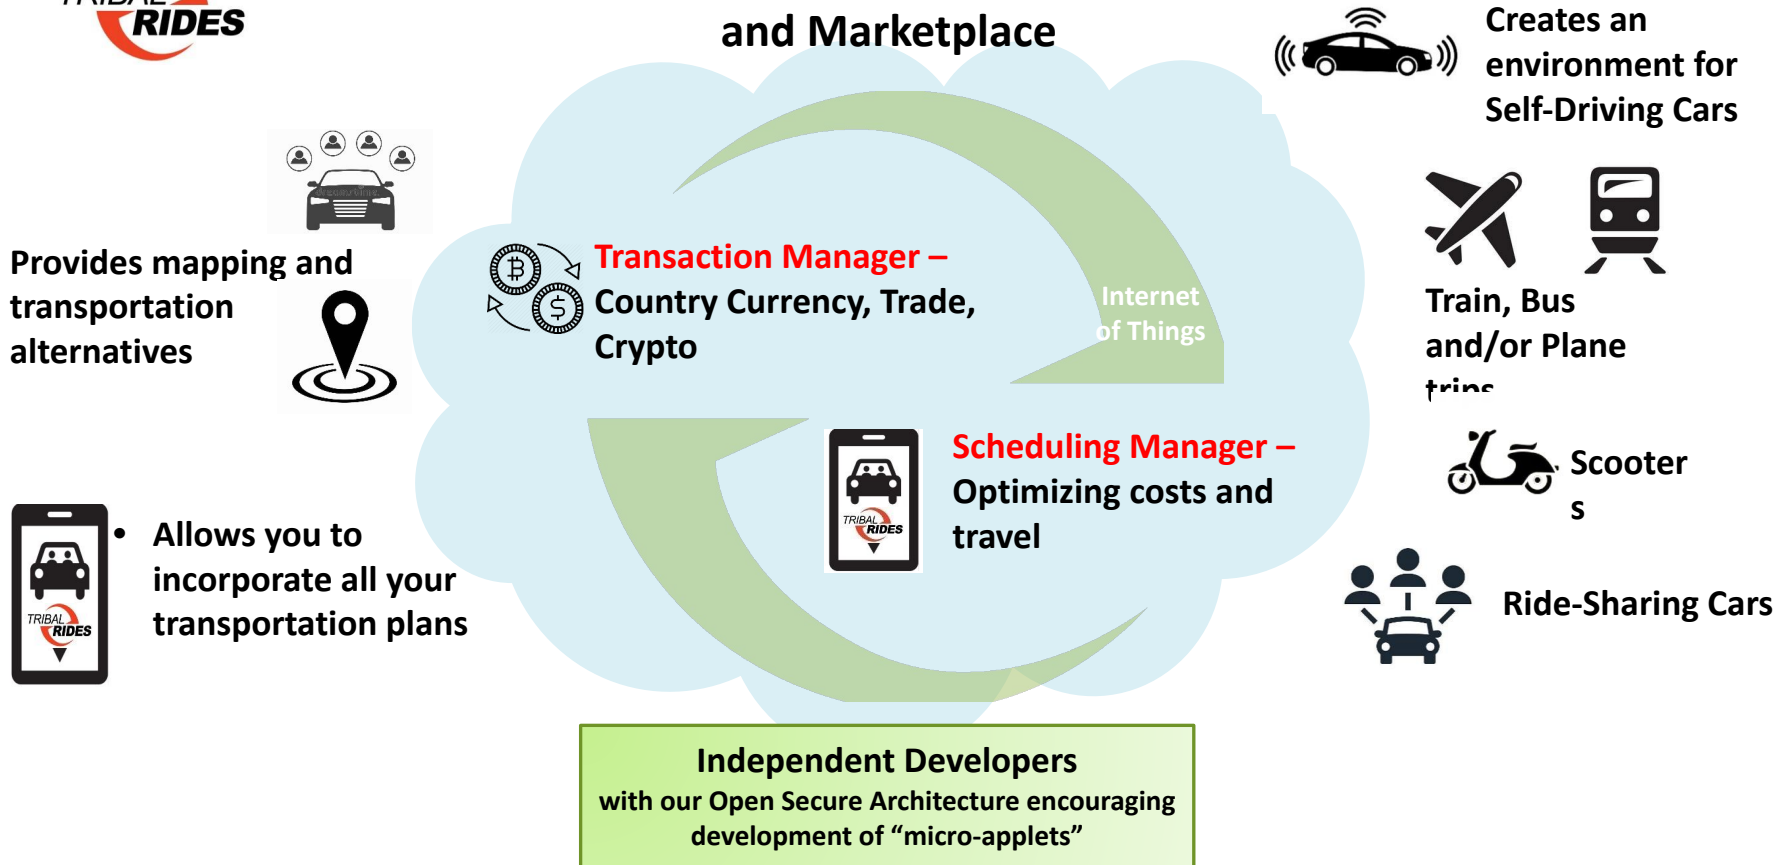 TRIBAL
RIDES
and Marketplace
Creates an
environment for
Self-Driving Cars
Provides mapping and
transportation
alternatives
Transaction Manager –
Country Currency, Trade,
Crypto
Internet
of Things
Train, Bus
and/or Plane
trips
Scheduling Manager –
Optimizing costs and
travel
TRIBAL
RIDES
Scooter
s
• Allows you to
incorporate all your
transportation plans
TRIBAL
RIDES
Ride-Sharing Cars
Independent Developers
with our Open Secure Architecture encouraging
development of “micro-applets”